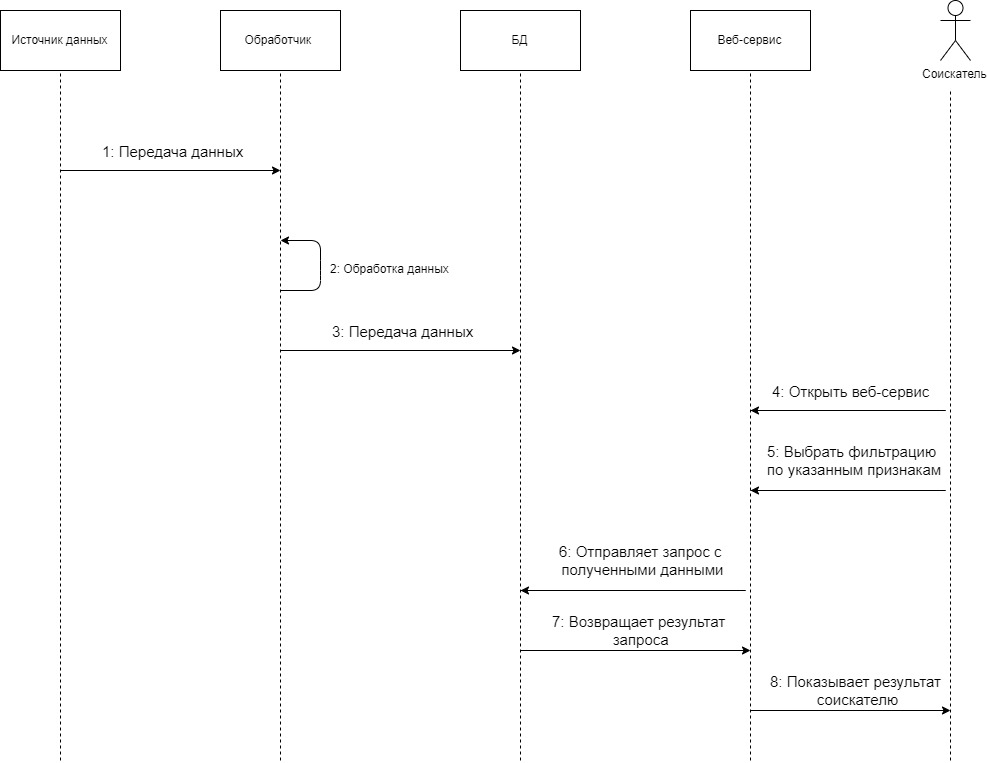 Источник данных
Обработчик
БД
Веб-сервис
Соискатель
1: Передача данных
2: Обработка данных
3: Передача данных
4: Открыть веб-сервис
5: Выбрать фильтрацию
по указанным признакам
6: Отправляет запрос с
полученными данными
7: Возвращает результат
запроса
8: Показывает результат
соискателю